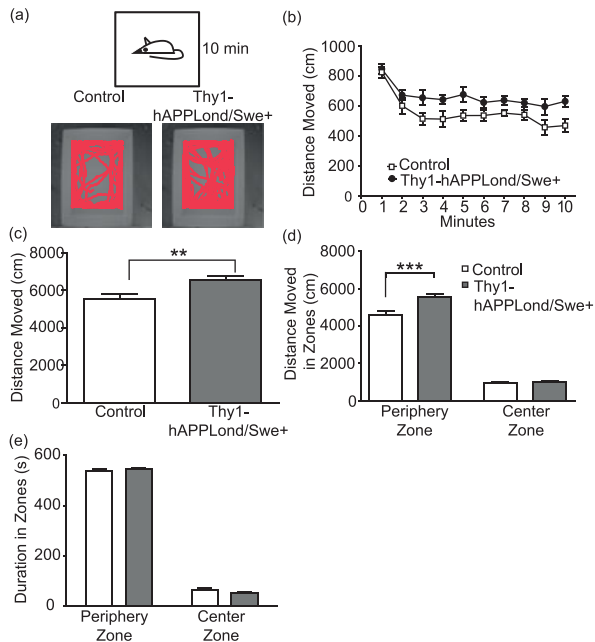 (a)
10 min
Control
Thy1-
hAPPLond/Swe+
(b)
Distance Moved (cm)
1000
800
600
400
200
0
Control
Thy1-hAPPLond/Swe+
0 1 2 3 4 5 6 7 8 9 10
Minutes
(c)
Distance Moved (cm)
8000
6000
4000
2000
0
**
Control
Thy1-
hAPPLond/Swe+
(d)
Distance Moved
in Zones (cm)
8000
6000
4000
2000
0
***
Control
Thy1-
hAPPLond/Swe+
Periphery
Zone
Center
Zone
(e)
Duration in Zones (s)
600
400
200
0
Periphery
Zone
Center
Zone